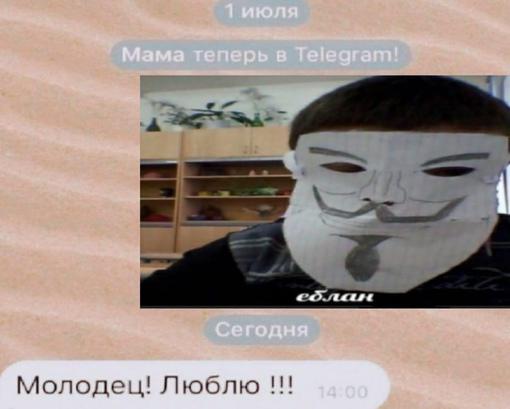 1 июля
Мама теперь в Telegram!
еблан
Сегодня
Молодец! Люблю !!! 14:00